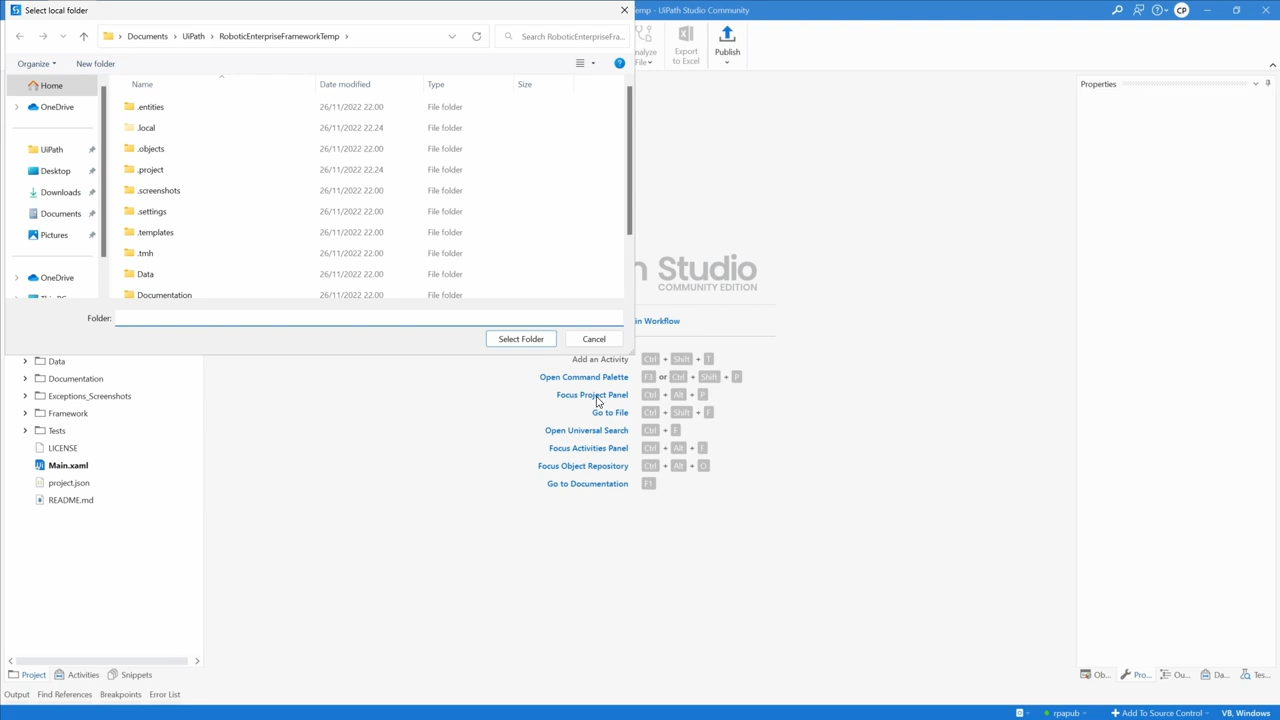 Select local folder
emp - UiPath Studio Community
CP
Documents > UiPath > RoboticEnterpriseFrameworkTemp >
Search RoboticEnterpriseFra...
Organize
New folder
Export to Excel
Publish
Home
OneDrive
UiPath
Desktop
Downloads
Documents
Pictures
OneDrive
Name Date modified Type Size
.entities 26/11/2022 22.00 File folder
.local 26/11/2022 22.24 File folder
.objects 26/11/2022 22.00 File folder
.project 26/11/2022 22.24 File folder
.screenshots 26/11/2022 22.00 File folder
.settings 26/11/2022 22.00 File folder
.templates 26/11/2022 22.00 File folder
.tmh 26/11/2022 22.00 File folder
Data 26/11/2022 22.00 File folder
Documentation 26/11/2022 22.00 File folder
Folder:
Select Folder
Cancel
Properties
n Studio
COMMUNITY EDITION
in Workflow
Add an Activity Ctrl + Shift + T
Open Command Palette F3 or Ctrl + Shift + P
Focus Project Panel Ctrl + Alt + P
Go to File Ctrl + Shift + F
Open Universal Search Ctrl + F
Focus Activities Panel Ctrl + Alt + F
Focus Object Repository Ctrl + Alt + O
Go to Documentation F1
Data
Documentation
Exceptions_Screenshots
Framework
Tests
LICENSE
Main.xaml
project.json
README.md
Project
Activities
Snippets
Output
Find References
Breakpoints
Error List
Ob...
Pro...
Ou...
Da...
Tes...
rpapub
Add To Source Control
VB, Windows